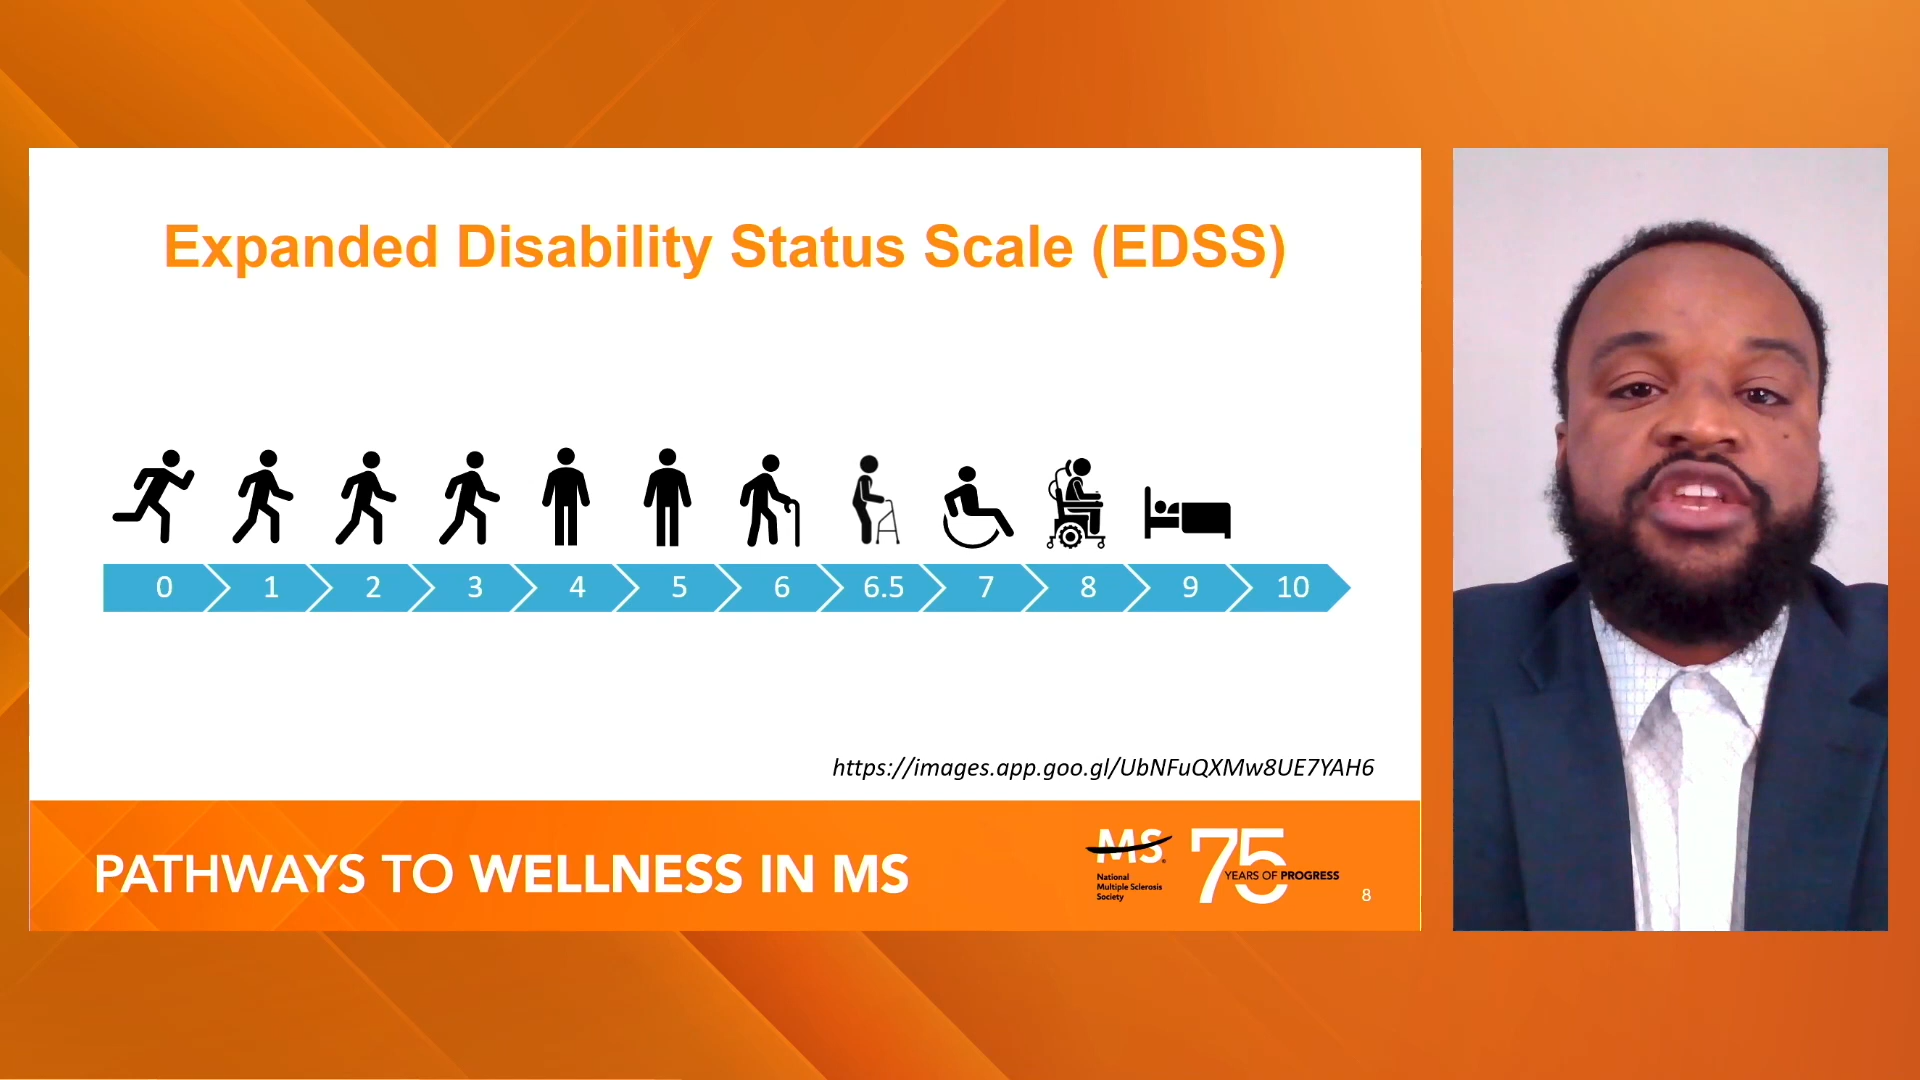 Expanded Disability Status Scale (EDSS)
0 1 2 3 4 5 6 6.5 7 8 9 10
https://images.app.goo.gl/UbNFuQXMw8UE7YAH6
PATHWAYS TO WELLNESS IN MS
MS
National
Multiple Sclerosis
Society
75
YEARS OF PROGRESS
8